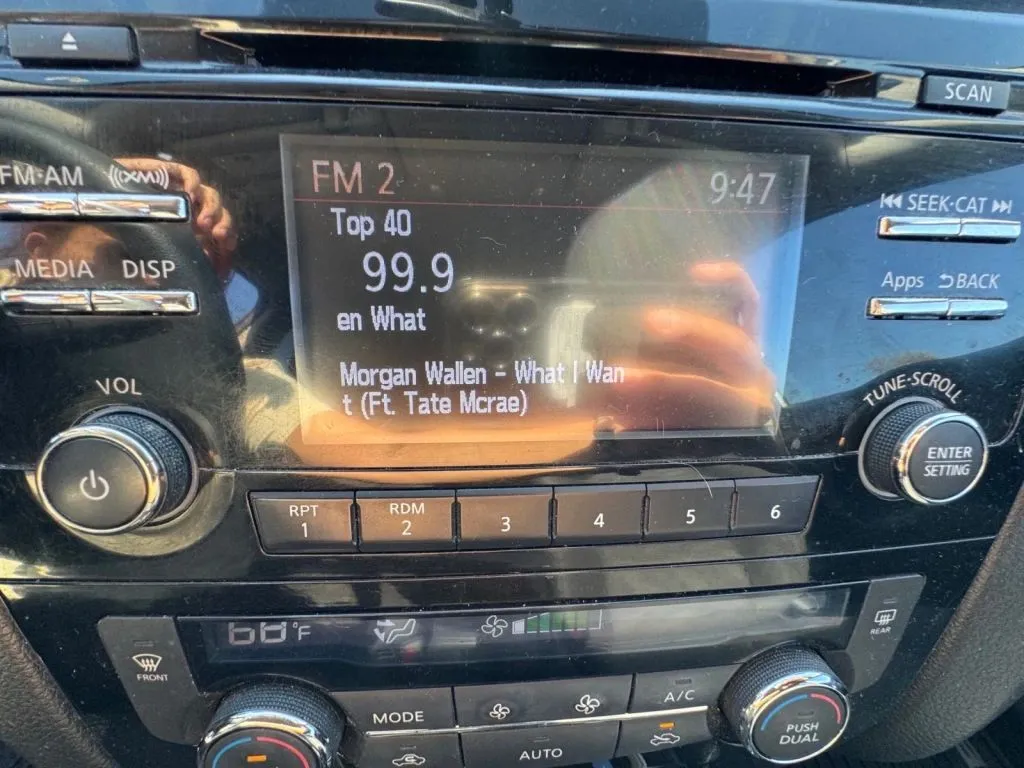 SCAN
FM·AM
((XM))
FM 2
9:47
SEEK·CAT
Top 40
99.9
MEDIA DISP
Apps BACK
en What
VOL
Morgan Wallen - What I Wan
t (Ft. Tate Mcrae)
TUNE·SCROLL
ENTER
SETTING
RPT
1
RDM
2
3
4
5
6
°F
FRONT
REAR
MODE
A/C
AUTO
PUSH
DUAL